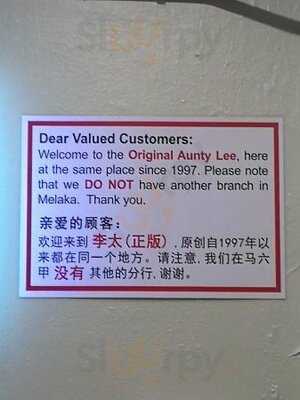 Slurpy
Dear Valued Customers:
Welcome to the Original Aunty Lee, here
at the same place since 1997. Please note
that we DO NOT have another branch in
Melaka. Thank you.
亲爱的顾客：
欢迎来到 李太(正版) , 原创自1997年以
来都在同一个地方。请注意, 我们在马六
甲 没有 其他的分行, 谢谢。
Slurpy